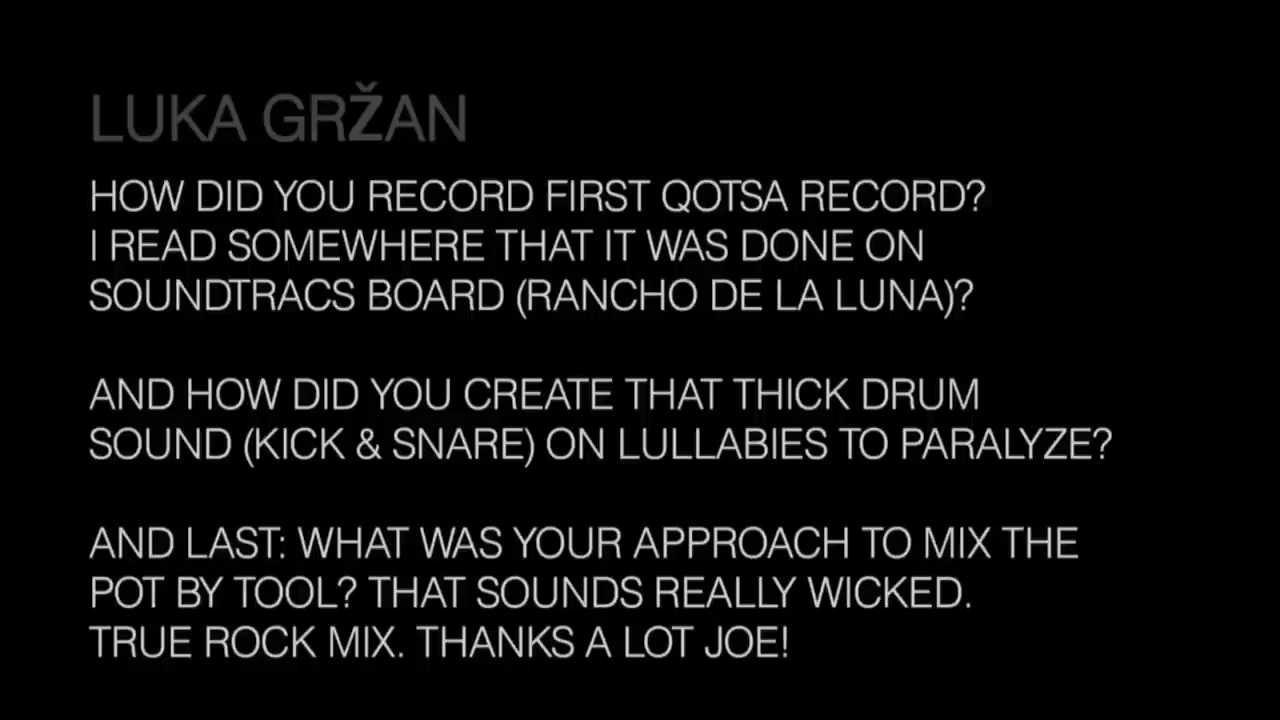 LUKA GRŽAN
HOW DID YOU RECORD FIRST QOTSA RECORD?
I READ SOMEWHERE THAT IT WAS DONE ON
SOUNDTRACS BOARD (RANCHO DE LA LUNA)?
AND HOW DID YOU CREATE THAT THICK DRUM
SOUND (KICK & SNARE) ON LULLABIES TO PARALYZE?
AND LAST: WHAT WAS YOUR APPROACH TO MIX THE
POT BY TOOL? THAT SOUNDS REALLY WICKED.
TRUE ROCK MIX. THANKS A LOT JOE!